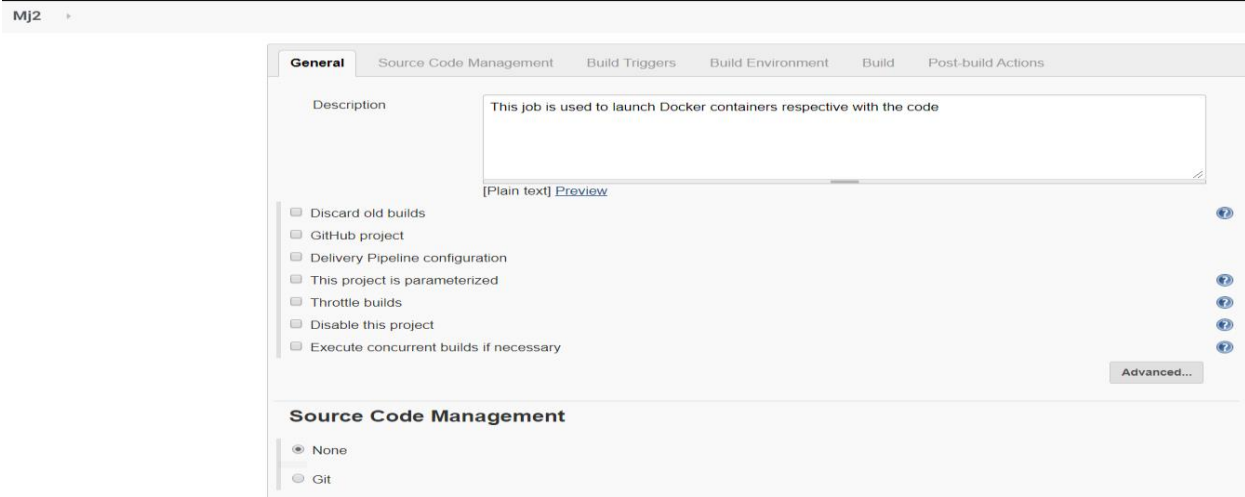 Mj2
General Source Code Management Build Triggers Build Environment Build Post-build Actions
Description
This job is used to launch Docker containers respective with the code
[Plain text] Preview
Discard old builds
GitHub project
Delivery Pipeline configuration
This project is parameterized
Throttle builds
Disable this project
Execute concurrent builds if necessary
Advanced...
Source Code Management
None
Git